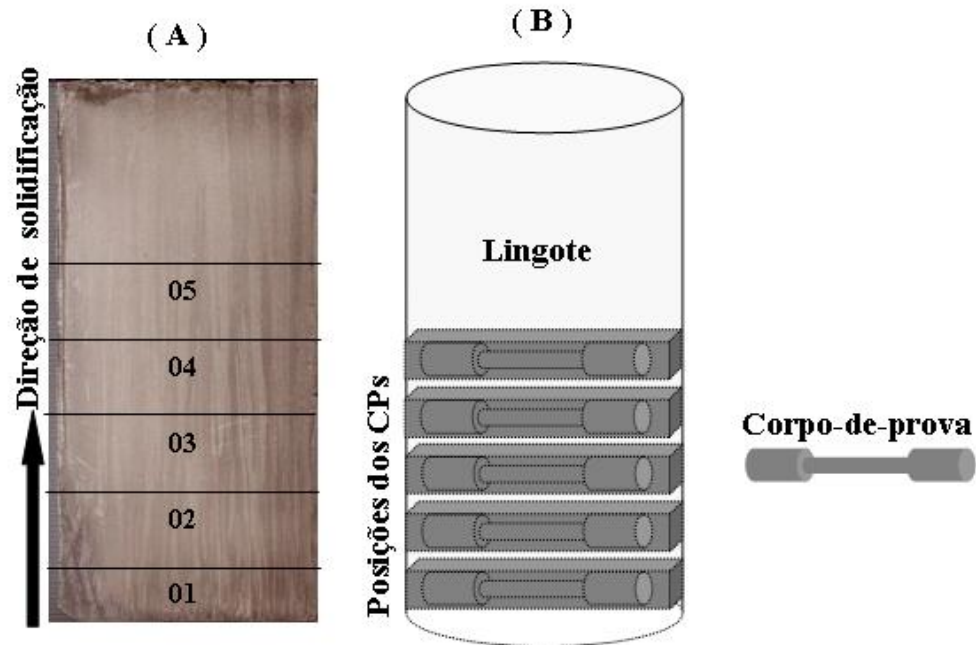 ( A )
Direção de solidificação
05
04
03
02
01
( B )
Lingote
Posições dos CPs
Corpo-de-prova